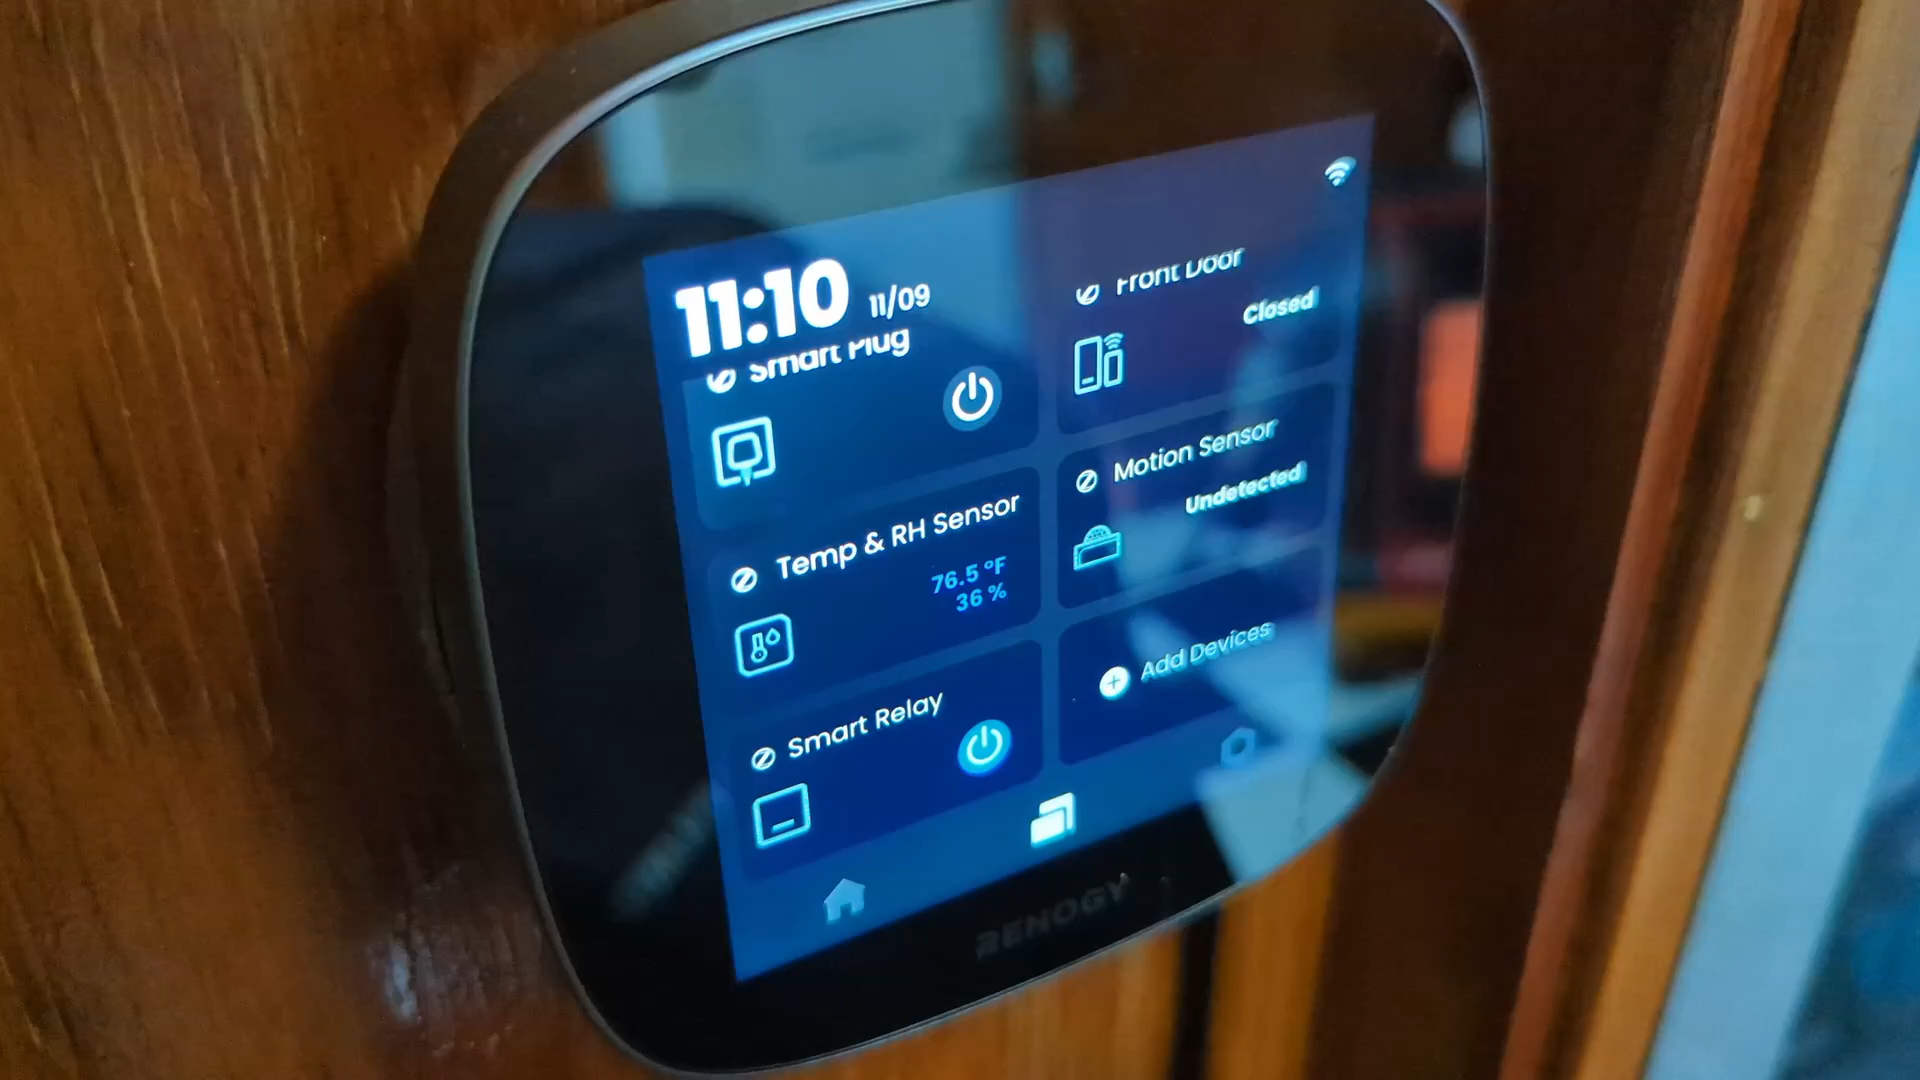 11:10 11/09
Smart Plug
Temp & RH Sensor
76.5 °F
36 %
Smart Relay
Front Door
Closed
Motion Sensor
Undetected
Add Devices
RENOGY